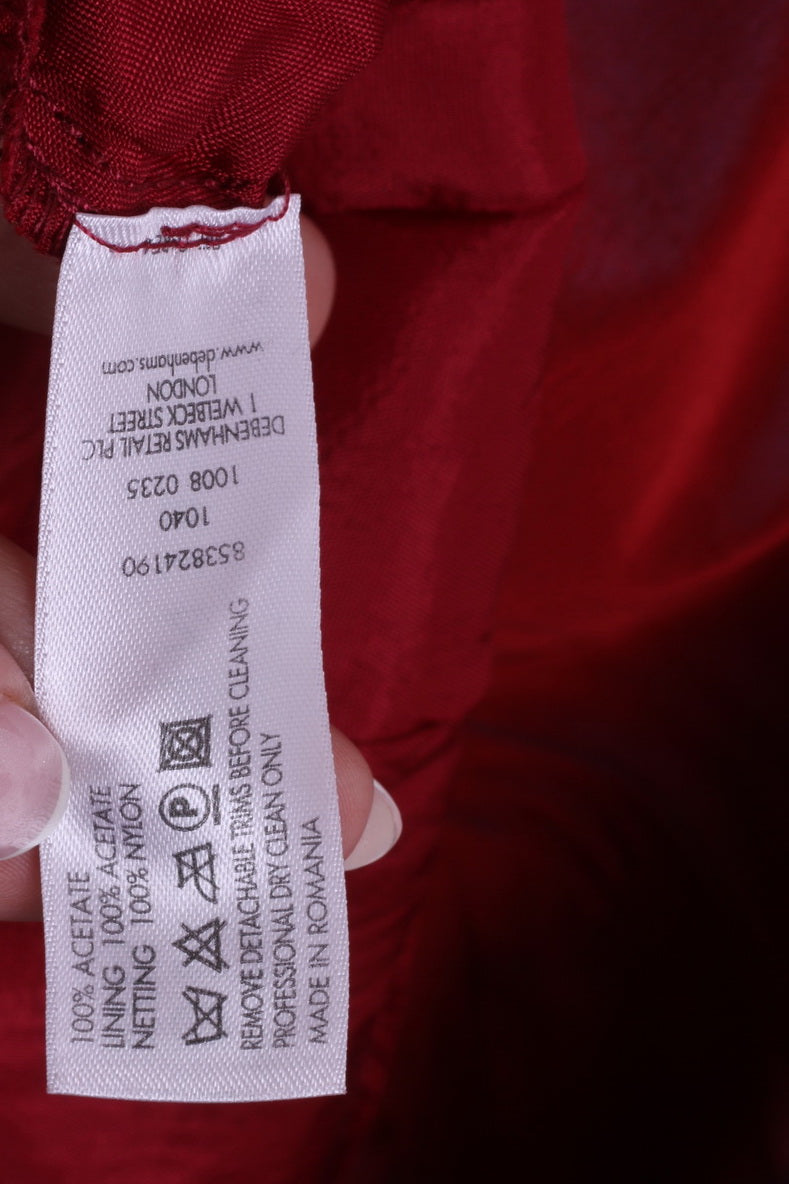 100% ACETATE
LINING 100% ACETATE
NETTING 100% NYLON
P
REMOVE DETACHABLE TRIMS BEFORE CLEANING
PROFESSIONAL DRY CLEAN ONLY
MADE IN ROMANIA
853824190
1040
1008 0235
DEBENHAMS RETAIL PLC
1 WELBECK STREET
LONDON
www.debenhams.com